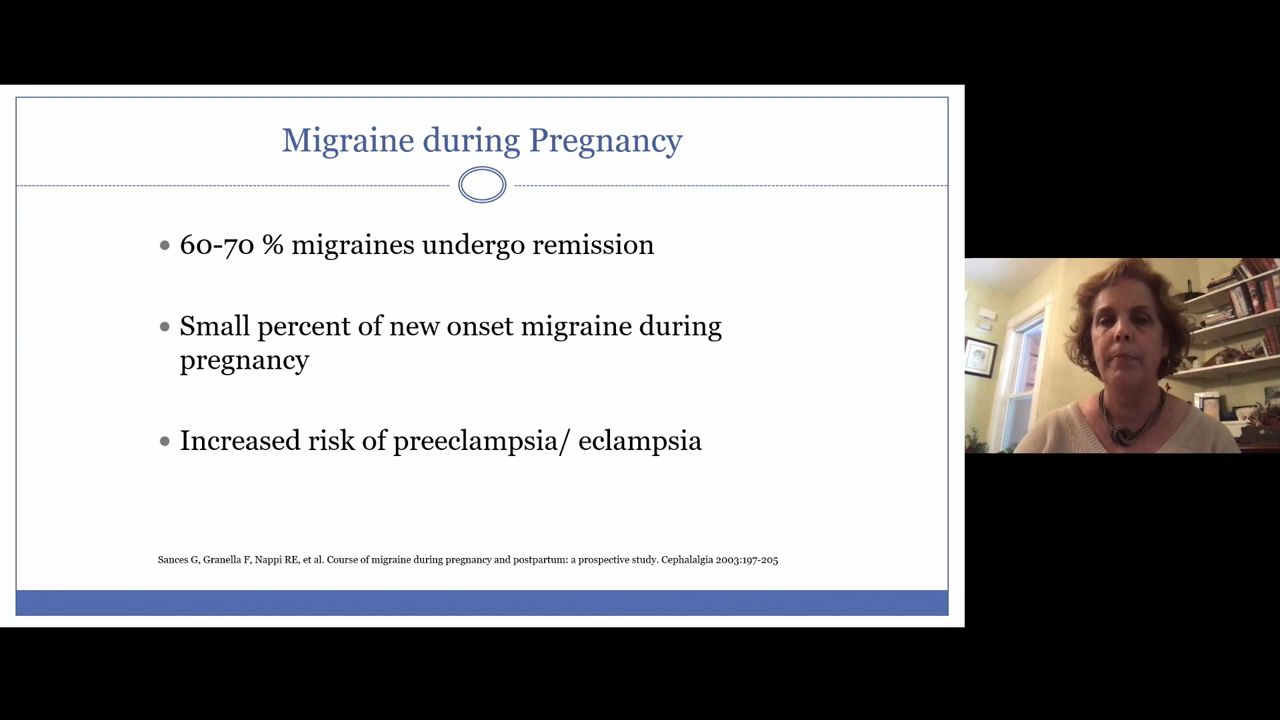 Migraine during Pregnancy
• 60-70 % migraines undergo remission
• Small percent of new onset migraine during
pregnancy
• Increased risk of preeclampsia/ eclampsia
Sances G, Granella F, Nappi RE, et al. Course of migraine during pregnancy and postpartum: a prospective study. Cephalalgia 2003:197-205